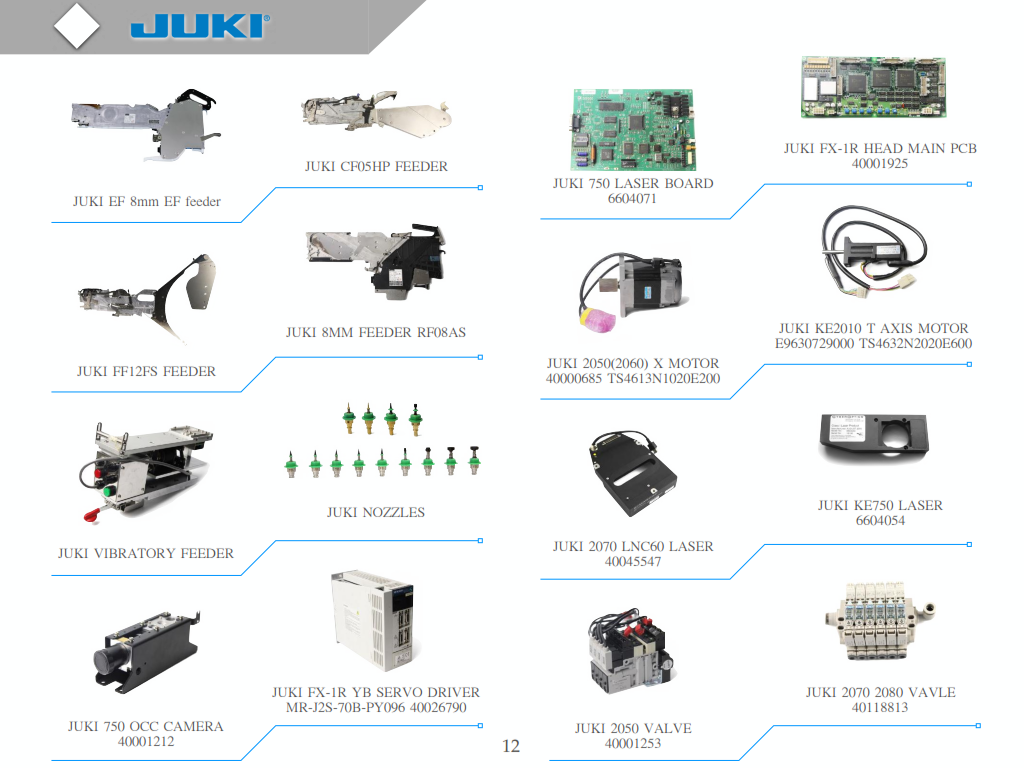 JUKI®
JUKI EF 8mm EF feeder
JUKI CF05HP FEEDER
JUKI FF12FS FEEDER
JUKI 8MM FEEDER RF08AS
JUKI VIBRATORY FEEDER
JUKI NOZZLES
JUKI 750 OCC CAMERA
40001212
JUKI FX-1R YB SERVO DRIVER
MR-J2S-70B-PY096 40026790
JUKI 750 LASER BOARD
6604071
JUKI FX-1R HEAD MAIN PCB
40001925
JUKI 2050(2060) X MOTOR
40000685 TS4613N1020E200
JUKI KE2010 T AXIS MOTOR
E9630729000 TS4632N2020E600
JUKI 2070 LNC60 LASER
40045547
JUKI KE750 LASER
6604054
JUKI 2050 VALVE
40001253
JUKI 2070 2080 VAVLE
40118813
12